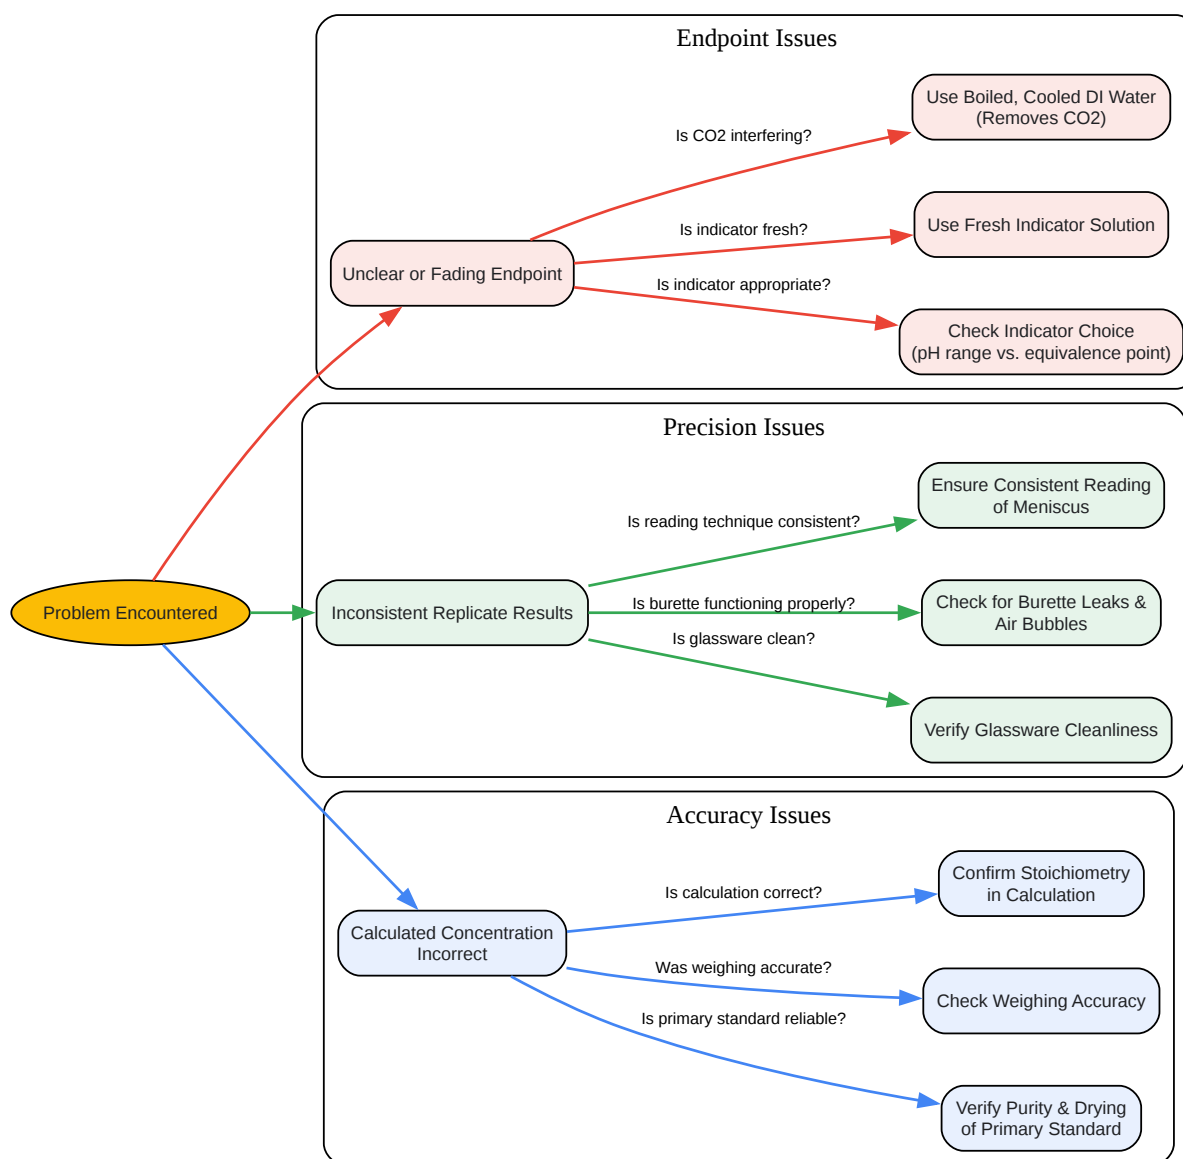 Endpoint Issues
Use Boiled, Cooled DI Water
(Removes CO2)
Is CO2 interfering?
Is indicator fresh?
Use Fresh Indicator Solution
Unclear or Fading Endpoint
Is indicator appropriate?
Check Indicator Choice
(pH range vs. equivalence point)
Precision Issues
Ensure Consistent Reading
of Meniscus
Is reading technique consistent?
Problem Encountered
Inconsistent Replicate Results
Is burette functioning properly?
Check for Burette Leaks &
Air Bubbles
Is glassware clean?
Verify Glassware Cleanliness
Accuracy Issues
Is calculation correct?
Confirm Stoichiometry
in Calculation
Calculated Concentration
Incorrect
Was weighing accurate?
Check Weighing Accuracy
Is primary standard reliable?
Verify Purity & Drying
of Primary Standard